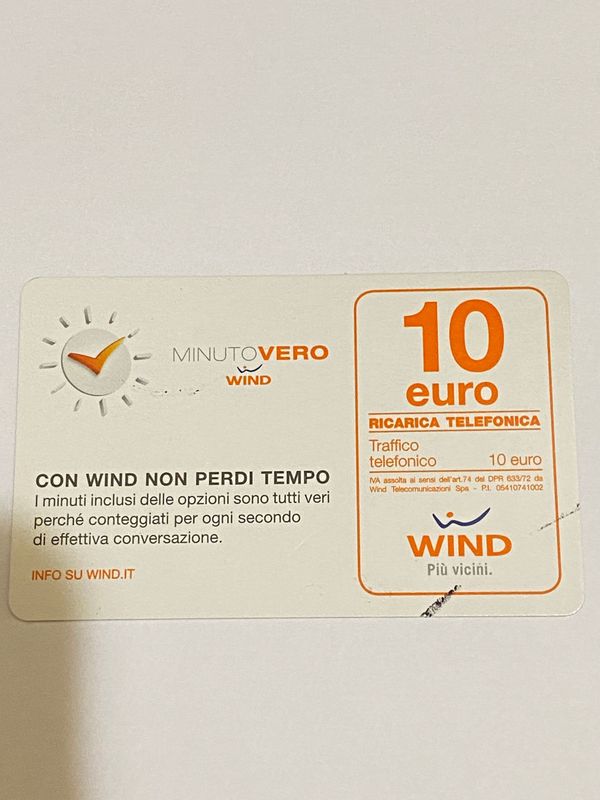 MINUTOVERO
WIND
CON WIND NON PERDI TEMPO
I minuti inclusi delle opzioni sono tutti veri
perché conteggiati per ogni secondo
di effettiva conversazione.
INFO SU WIND.IT
10
euro
RICARICA TELEFONICA
Traffico
telefonico 10 euro
IVA assolta ai sensi dell'art.74 del DPR 633/72 da
Wind Telecomunicazioni Spa - P.I. 05410741002
WIND
Più vicini.